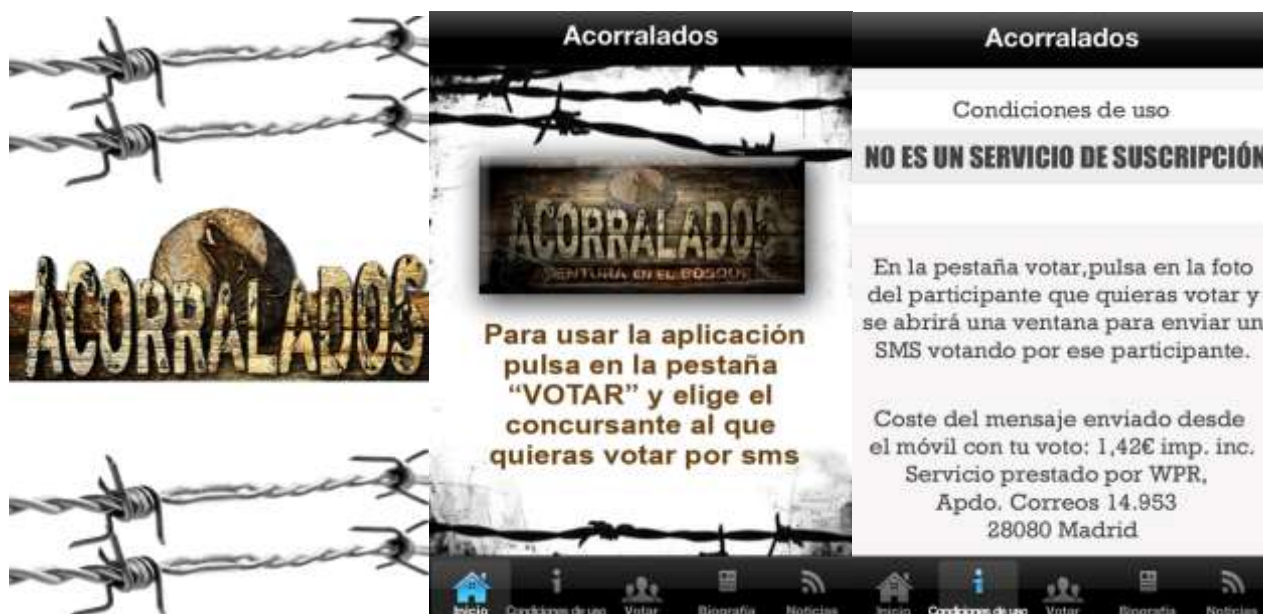 ACORRALADOS
Acorralados
ACORRALADOS
AVENTURA EN EL BOSQUE
Para usar la aplicación
pulsa en la pestaña
“VOTAR” y elige el
concursante al que
quieras votar por sms
Inicio
Condiciones de uso
Votar
Biografía
Noticias
Acorralados
Condiciones de uso
NO ES UN SERVICIO DE SUSCRIPCIÓN
En la pestaña votar,pulsa en la foto
del participante que quieras votar y
se abrirá una ventana para enviar un
SMS votando por ese participante.
Coste del mensaje enviado desde
el móvil con tu voto: 1,42€ imp. inc.
Servicio prestado por WPR,
Apdo. Correos 14.953
28080 Madrid
Inicio
Condiciones de uso
Votar
Biografía
Noticias